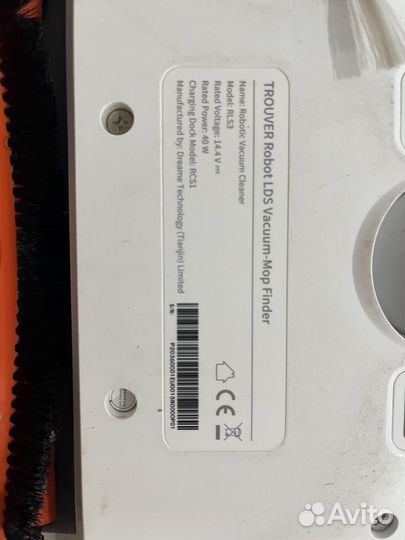 TROUVER Robot LDS Vacuum-Mop Finder
Name: Robotic Vacuum Cleaner
Model: RLS3
Rated Voltage: 14.4 V ⎓
Rated Power: 40 W
Charging Dock Model: RCS1
Manufactured by: Dreame Technology (Tianjin) Limited
S/N:
CE
Avito